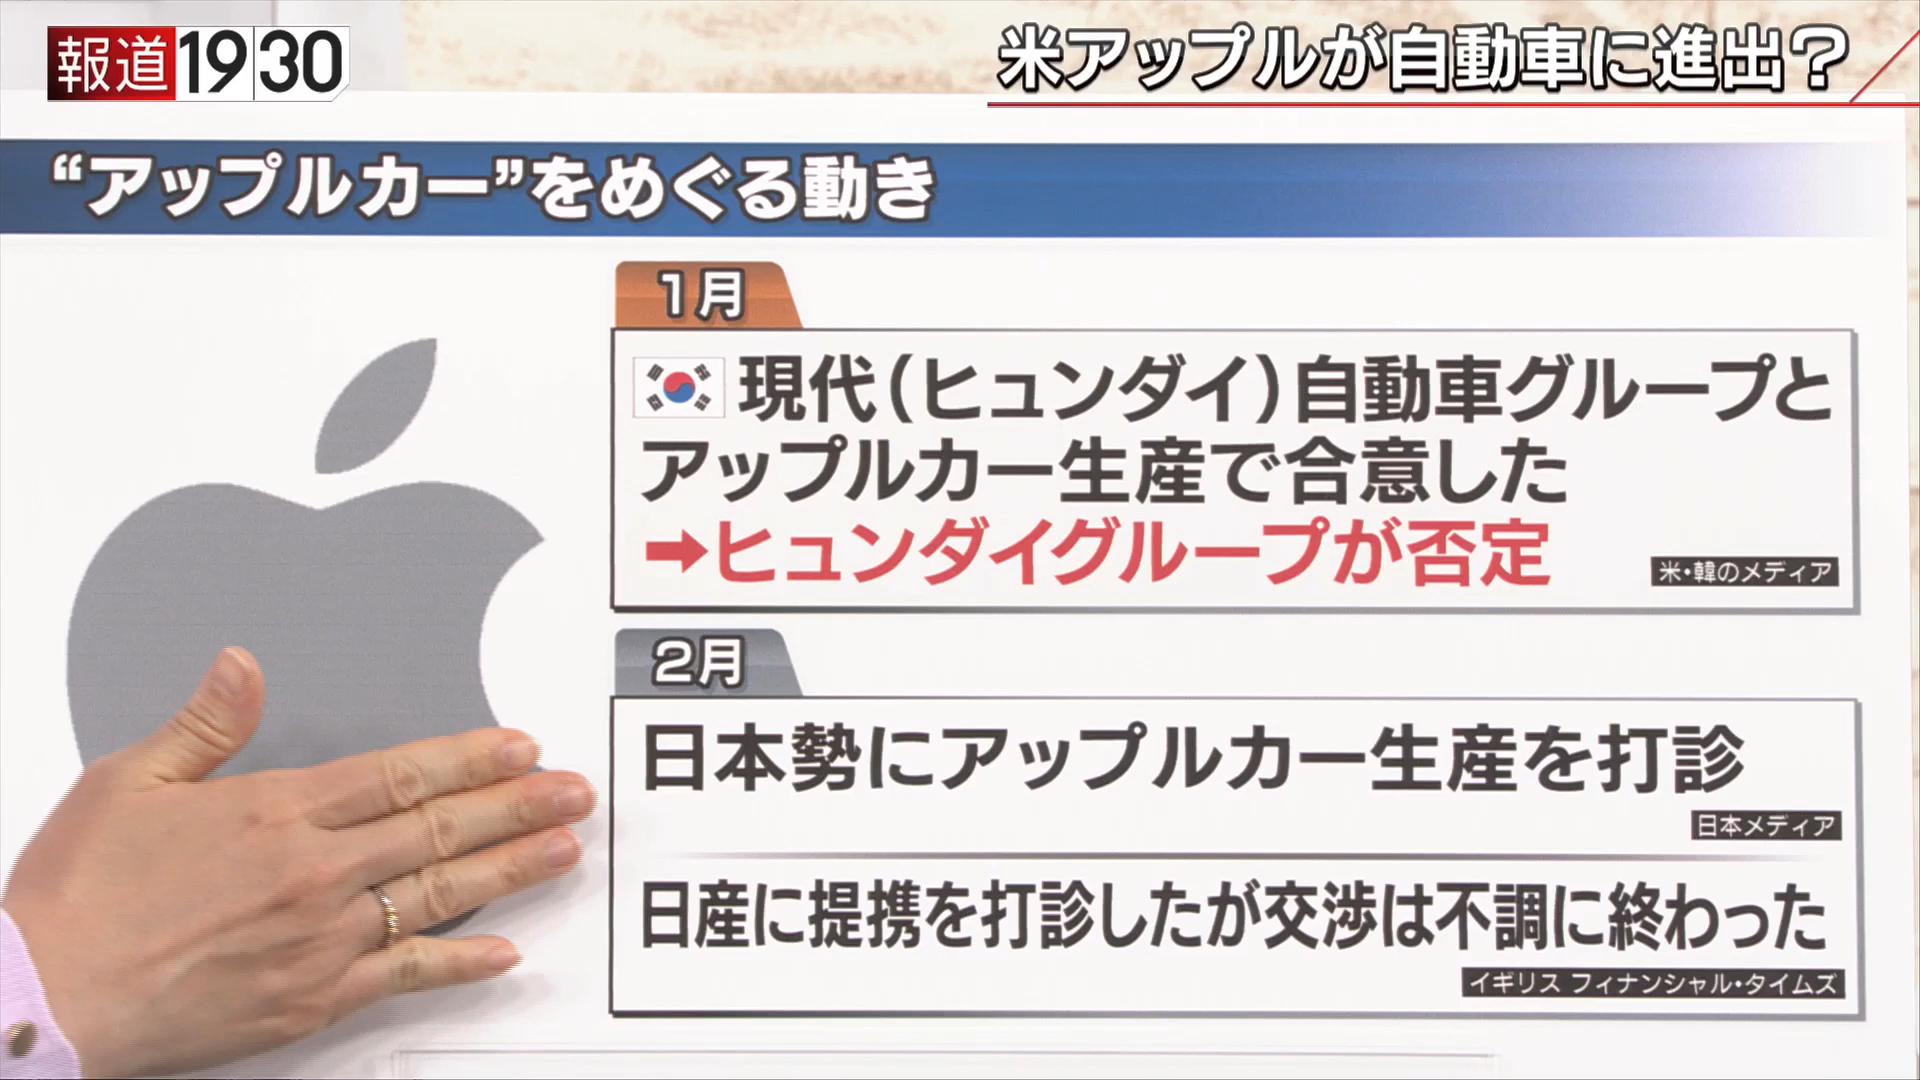 報道 19 30
米アップルが自動車に進出？
“アップルカー”をめぐる動き
1月
現代（ヒュンダイ）自動車グループと
アップルカー生産で合意した
➡ヒュンダイグループが否定
米・韓のメディア
2月
日本勢にアップルカー生産を打診
日本メディア
日産に提携を打診したが交渉は不調に終わった
イギリス フィナンシャル・タイムズ